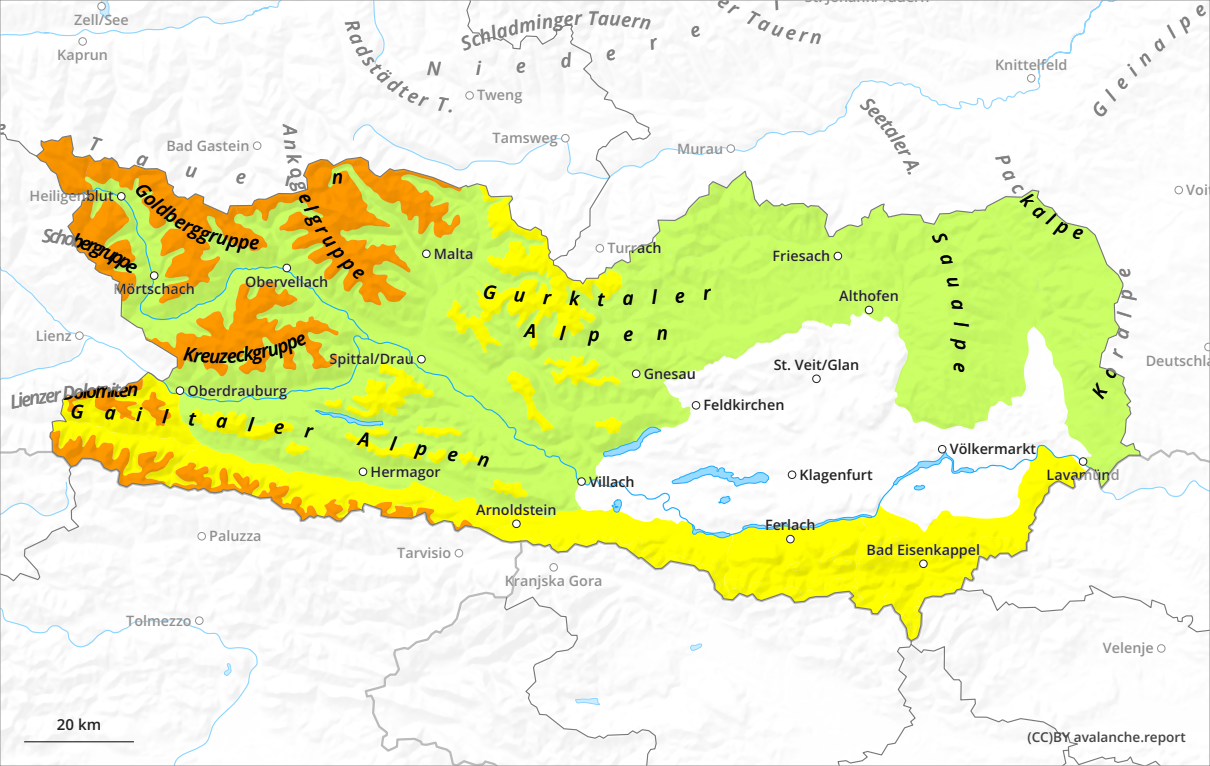 Zell/See
Kaprun
Schladminger Tauern
Niedere Tauern
Radstädter T.
Tweng
Knittelfeld
Gleinalpe
Seetaler A.
Tamsweg
Murau
Bad Gastein
Tauern
Ankogelgruppe
Packalpe
Heiligenblut
Goldberggruppe
Schobergruppe
Mörtschach
Obervellach
Malta
Turrach
Friesach
Saualpe
Gurktaler
Alpen
Althofen
Koralpe
Lienz
Kreuzeckgruppe
Spittal/Drau
Gnesau
St. Veit/Glan
Lienzer Dolomiten
Oberdrauburg
Feldkirchen
Gailtaler Alpen
Hermagor
Villach
Klagenfurt
Völkermarkt
Lavamünd
Arnoldstein
Ferlach
Bad Eisenkappel
Paluzza
Tarvisio
Kranjska Gora
Tolmezzo
Velenje
20 km
(CC)BY avalanche.report